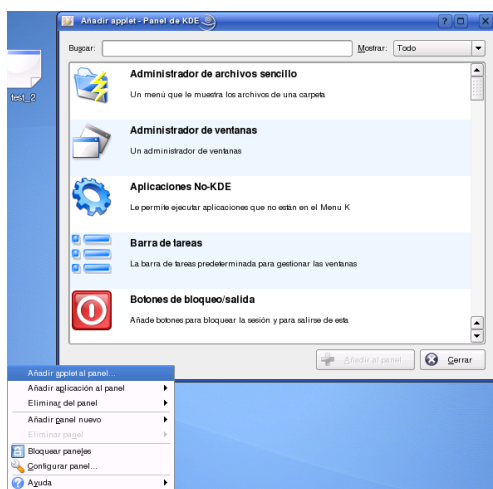 Añadir applet - Panel de KDE
Buscar:
Mostrar: Todo
test_2
Administrador de archivos sencillo
Un menú que le muestra los archivos de una carpeta
Administrador de ventanas
Un administrador de ventanas
Aplicaciones No-KDE
Le permite ejecutar aplicaciones que no están en el Menu K
Barra de tareas
La barra de tareas predeterminada para gestionar las ventanas
Botones de bloqueo/salida
Añade botones para bloquear la sesión y para salirse de esta
Añadir al panel
Cerrar
Añadir applet al panel...
Añadir aplicación al panel
Eliminar del panel
Añadir panel nuevo
Eliminar panel
Bloquear paneles
Configurar panel...
Ayuda